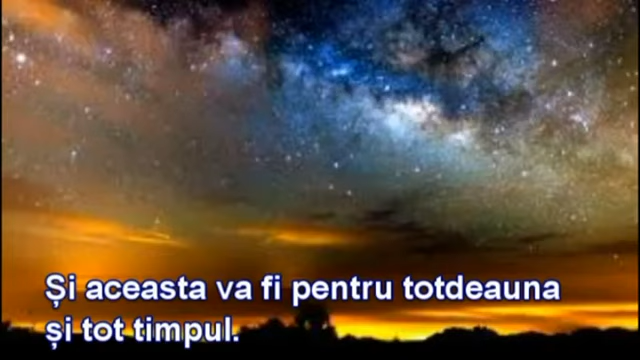 Și aceasta va fi pentru totdeauna
și tot timpul.